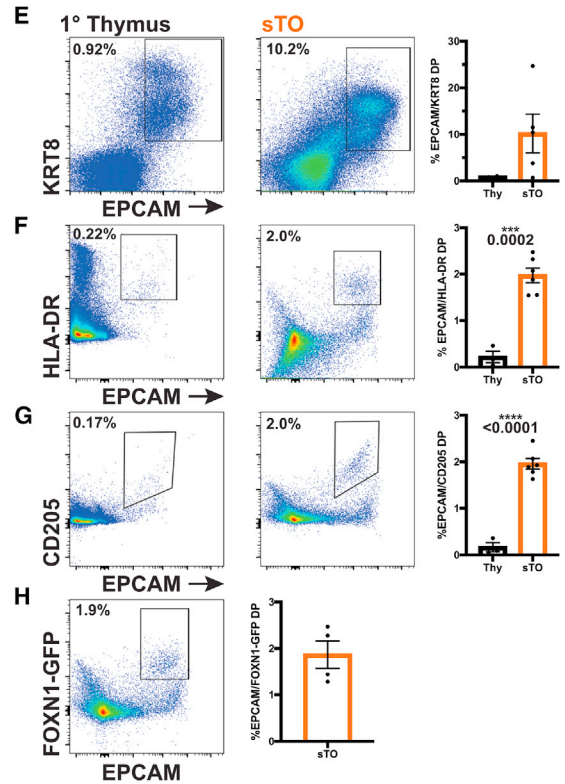 E
1° Thymus
sTO
0.92%
10.2%
KRT8
EPCAM
% EPCAM/KRT8 DP
30
20
10
0
Thy sTO
F
0.22%
2.0%
HLA-DR
EPCAM
% EPCAM/HLA-DR DP
***
0.0002
3
2
1
0
Thy sTO
G
0.17%
2.0%
CD205
EPCAM
%EPCAM/CD205 DP
****
<0.0001
3
2
1
0
Thy sTO
H
1.9%
FOXN1-GFP
EPCAM
%EPCAM/FOXN1-GFP DP
3
2
1
0
sTO